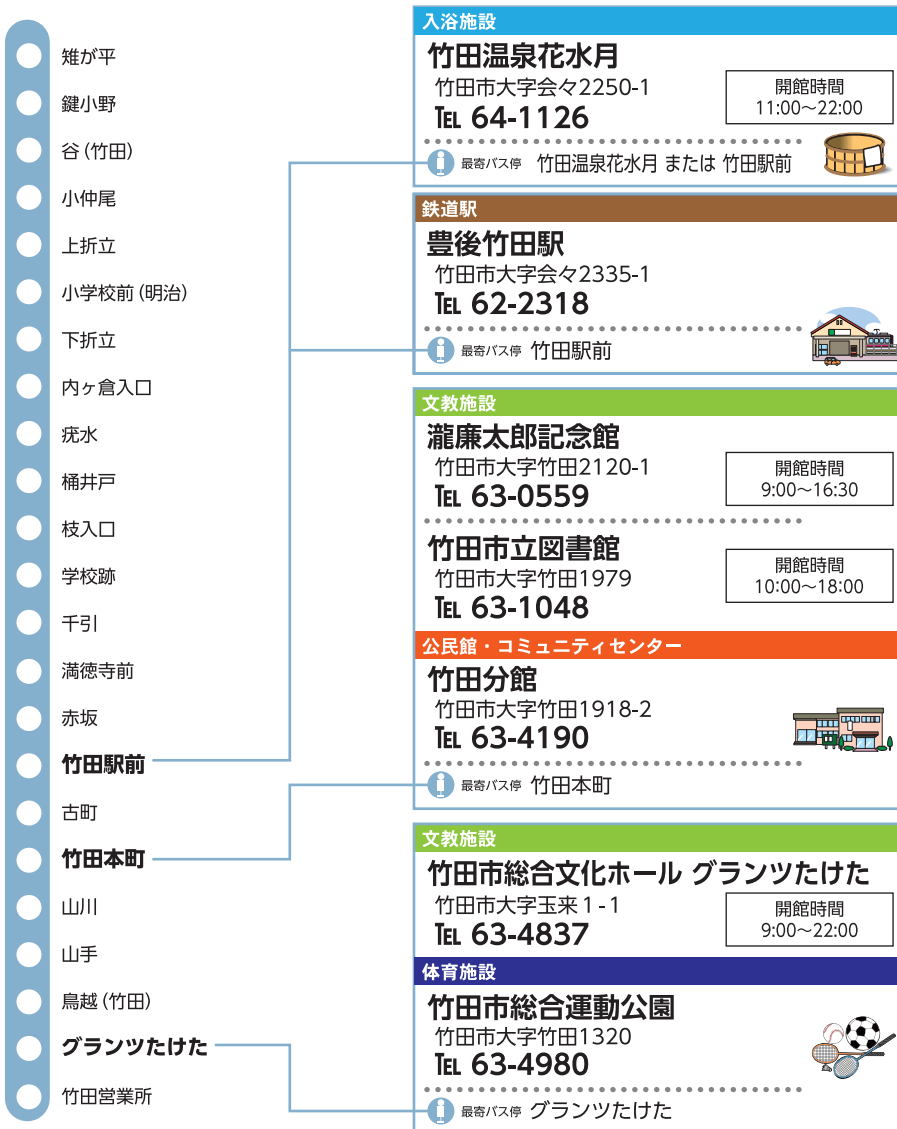 雉が平
鍵小野
谷(竹田)
小仲尾
上折立
小学校前(明治)
下折立
内ヶ倉入口
疣水
桶井戸
枝入口
学校跡
千引
満徳寺前
赤坂
竹田駅前
古町
竹田本町
山川
山手
鳥越(竹田)
グランツたけた
竹田営業所
入浴施設
竹田温泉花水月
竹田市大字会々2250-1
TEL 64-1126
開館時間
11:00～22:00
最寄バス停 竹田温泉花水月 または 竹田駅前
鉄道駅
豊後竹田駅
竹田市大字会々2335-1
TEL 62-2318
最寄バス停 竹田駅前
文教施設
瀧廉太郎記念館
竹田市大字竹田2120-1
TEL 63-0559
開館時間
9:00～16:30
竹田市立図書館
竹田市大字竹田1979
TEL 63-1048
開館時間
10:00～18:00
公民館・コミュニティセンター
竹田分館
竹田市大字竹田1918-2
TEL 63-4190
最寄バス停 竹田本町
文教施設
竹田市総合文化ホール グランツたけた
竹田市大字玉来1-1
TEL 63-4837
開館時間
9:00～22:00
体育施設
竹田市総合運動公園
竹田市大字竹田1320
TEL 63-4980
最寄バス停 グランツたけた